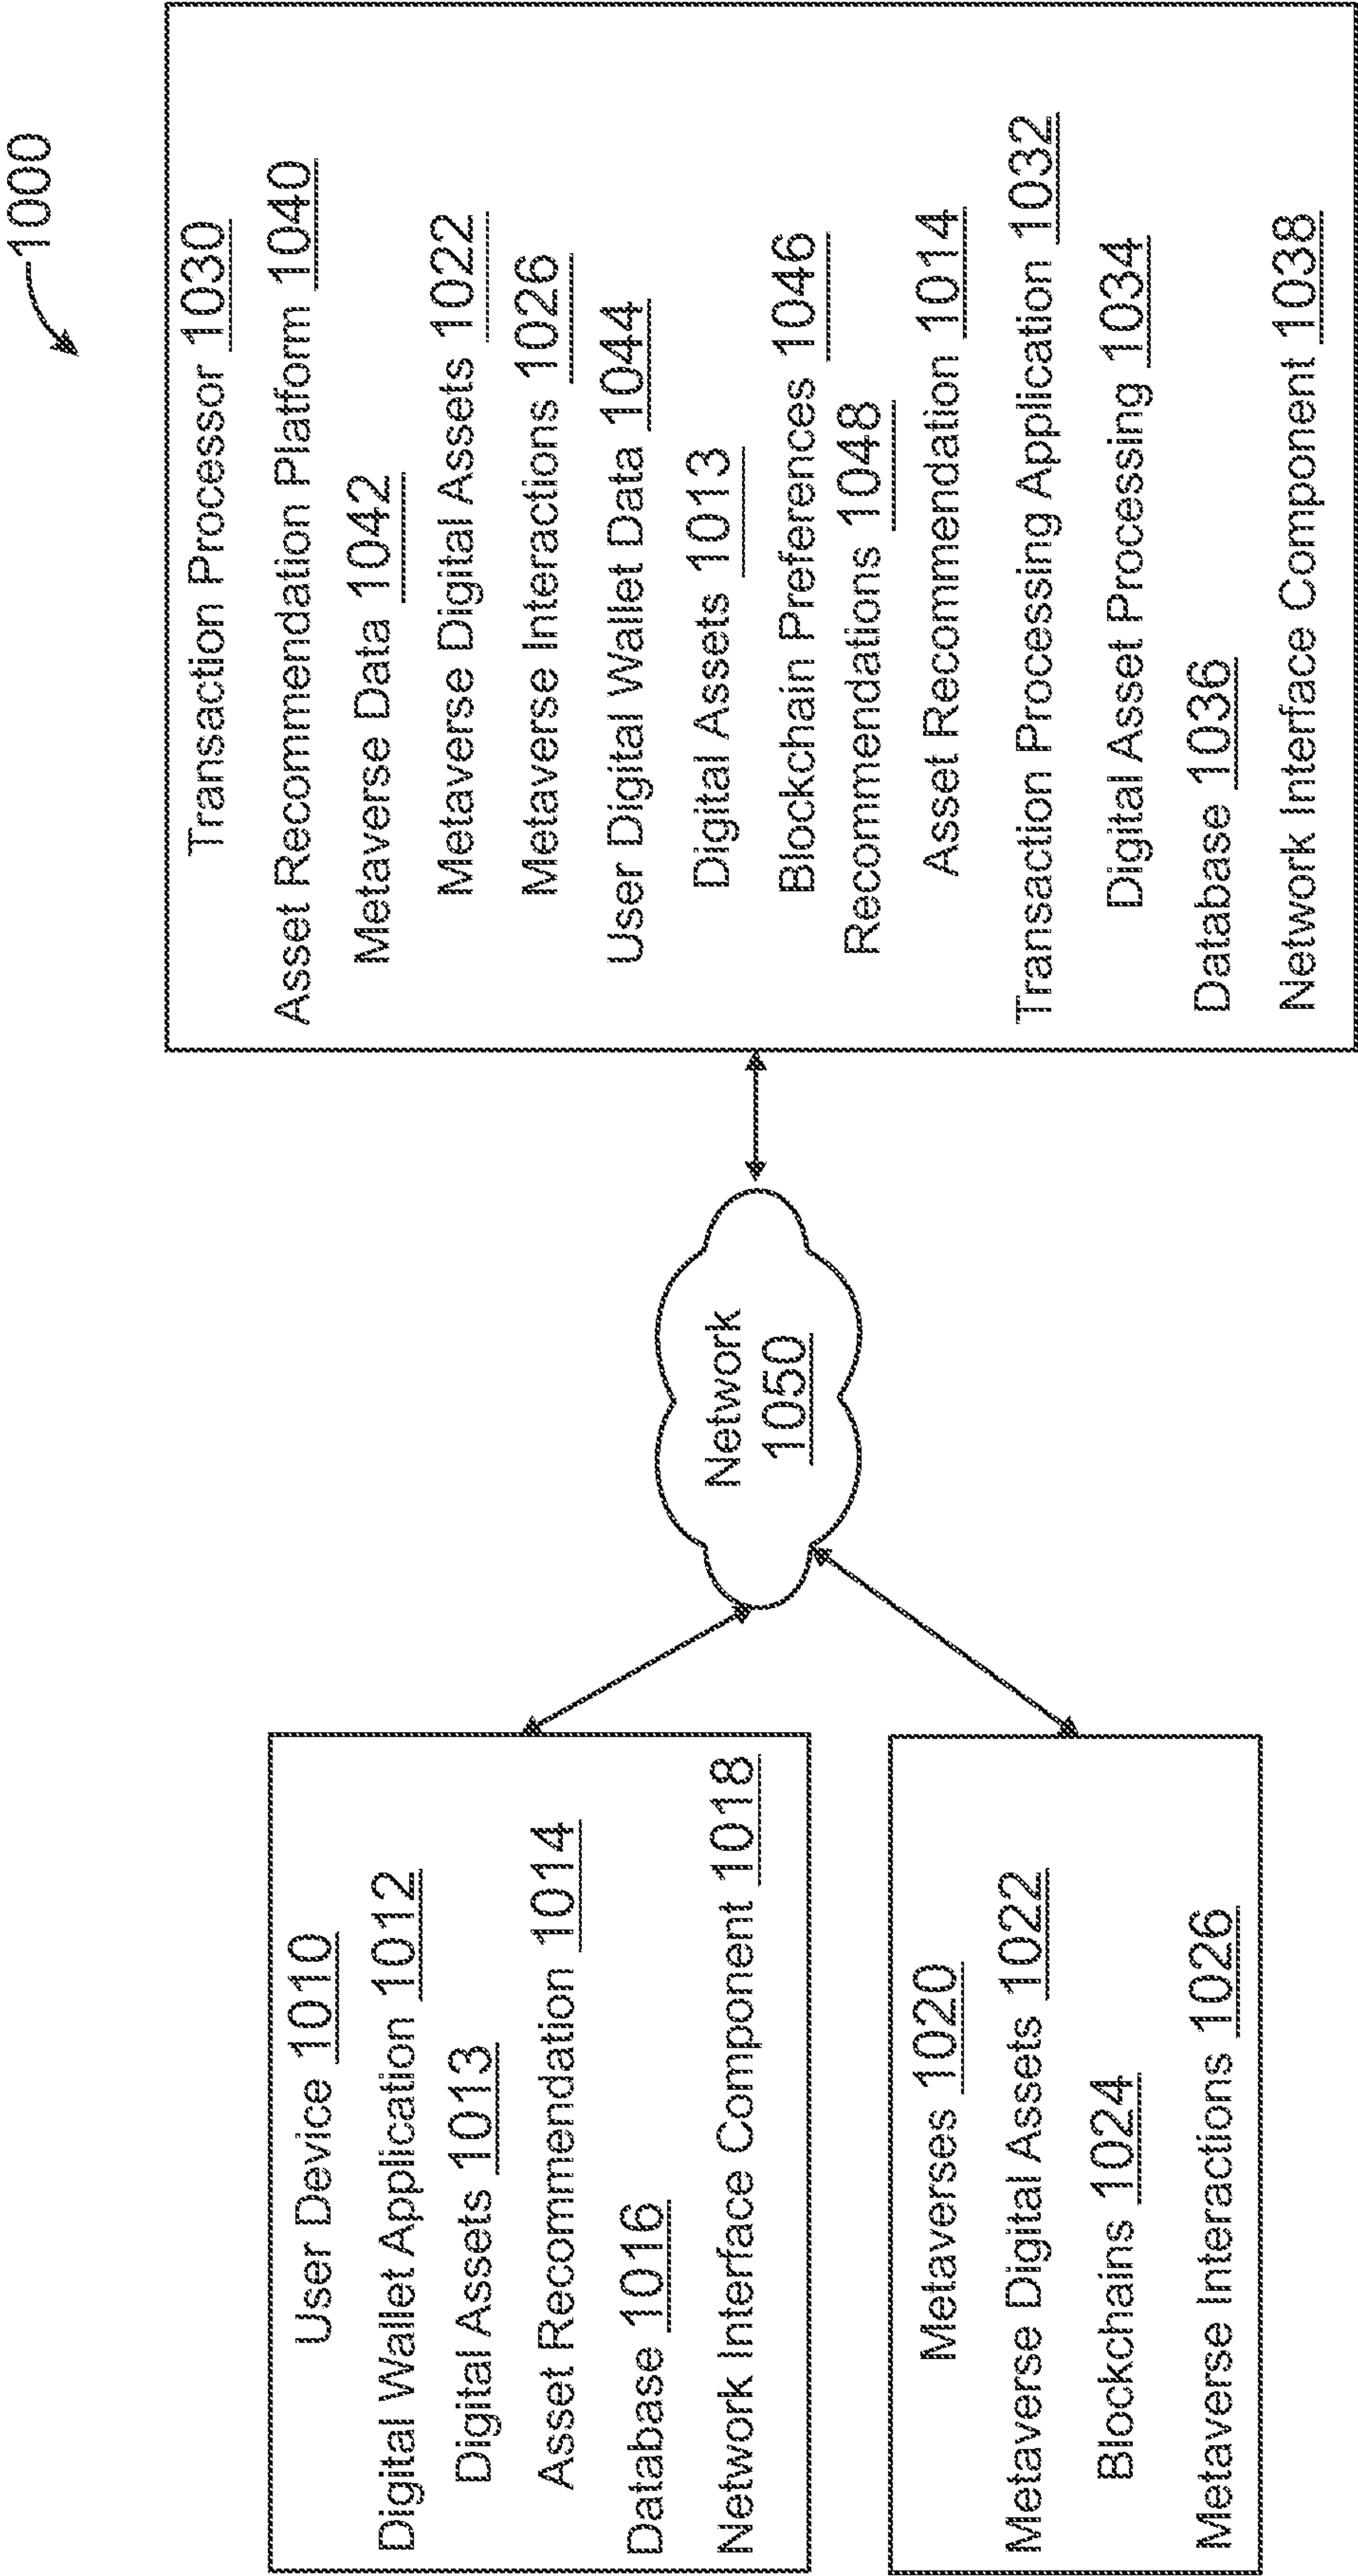 1000
User Device 1010
Digital Wallet Application 1012
Digital Assets 1013
Asset Recommendation 1014
Database 1016
Network Interface Component 1018
Metaverses 1020
Metaverse Digital Assets 1022
Blockchains 1024
Metaverse Interactions 1026
Network
1050
Transaction Processor 1030
Asset Recommendation Platform 1040
Metaverse Data 1042
Metaverse Digital Assets 1022
Metaverse Interactions 1026
User Digital Wallet Data 1044
Digital Assets 1013
Blockchain Preferences 1046
Recommendations 1048
Asset Recommendation 1014
Transaction Processing Application 1032
Digital Asset Processing 1034
Database 1036
Network Interface Component 1038